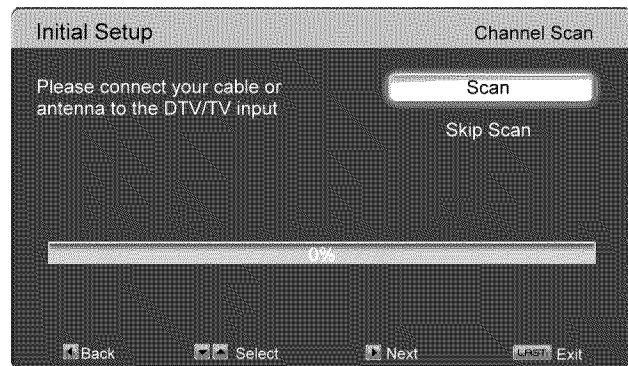 Initial Setup
Channel Scan
Please connect your cable or
antenna to the DTV/TV input
Scan
Skip Scan
0%
Back
Select
Next
LAST Exit